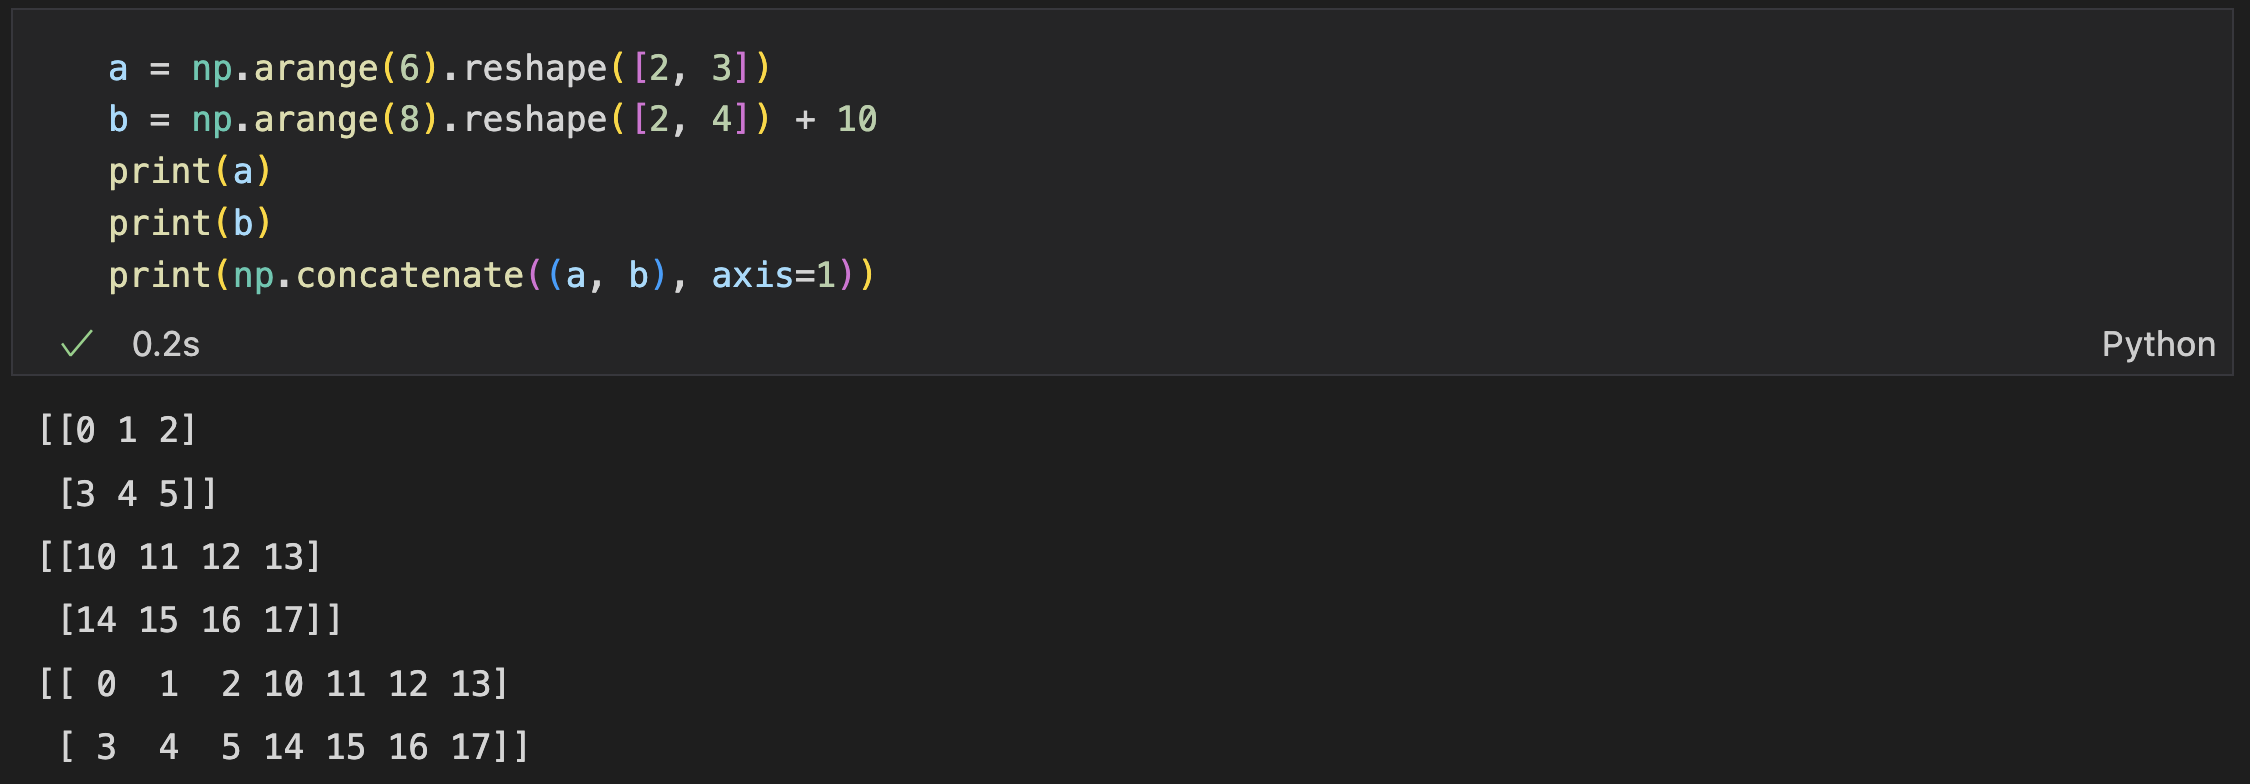 a = np.arange(6).reshape([2, 3])
b = np.arange(8).reshape([2, 4]) + 10
print(a)
print(b)
print(np.concatenate((a, b), axis=1))
0.2s
Python
[[0 1 2]
 [3 4 5]]
[[10 11 12 13]
 [14 15 16 17]]
[[ 0  1  2 10 11 12 13]
 [ 3  4  5 14 15 16 17]]